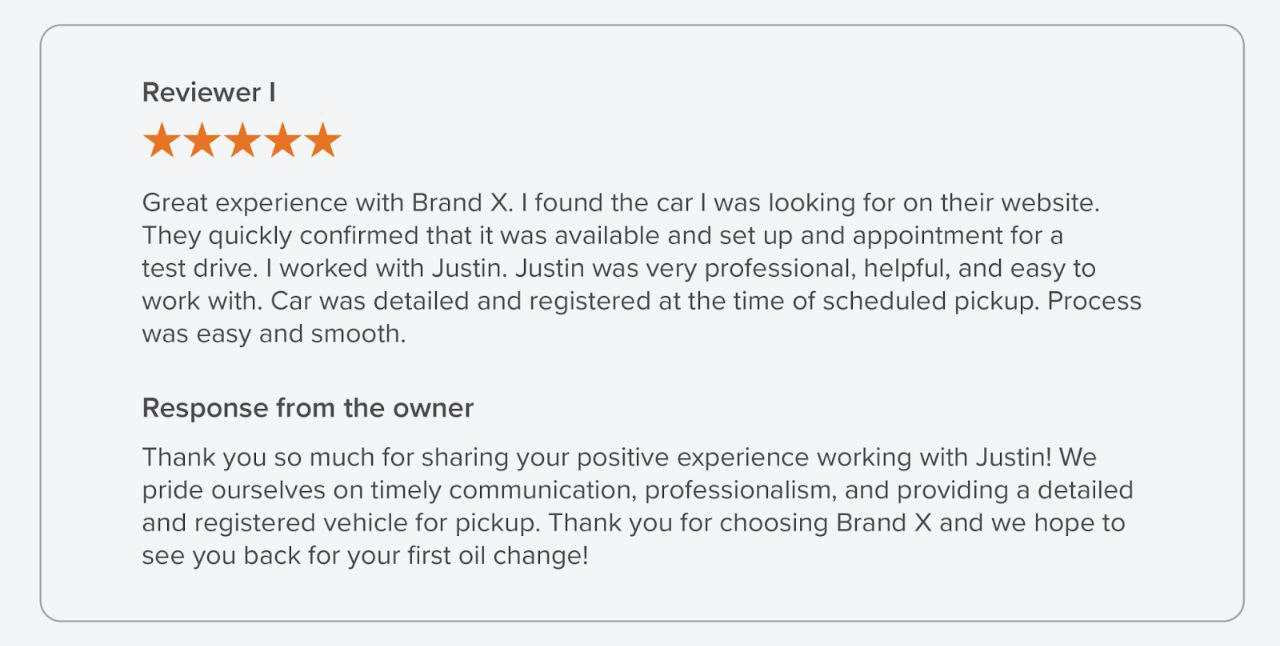 Reviewer I
Great experience with Brand X. I found the car I was looking for on their website.
They quickly confirmed that it was available and set up and appointment for a
test drive. I worked with Justin. Justin was very professional, helpful, and easy to
work with. Car was detailed and registered at the time of scheduled pickup. Process
was easy and smooth.
Response from the owner
Thank you so much for sharing your positive experience working with Justin! We
pride ourselves on timely communication, professionalism, and providing a detailed
and registered vehicle for pickup. Thank you for choosing Brand X and we hope to
see you back for your first oil change!